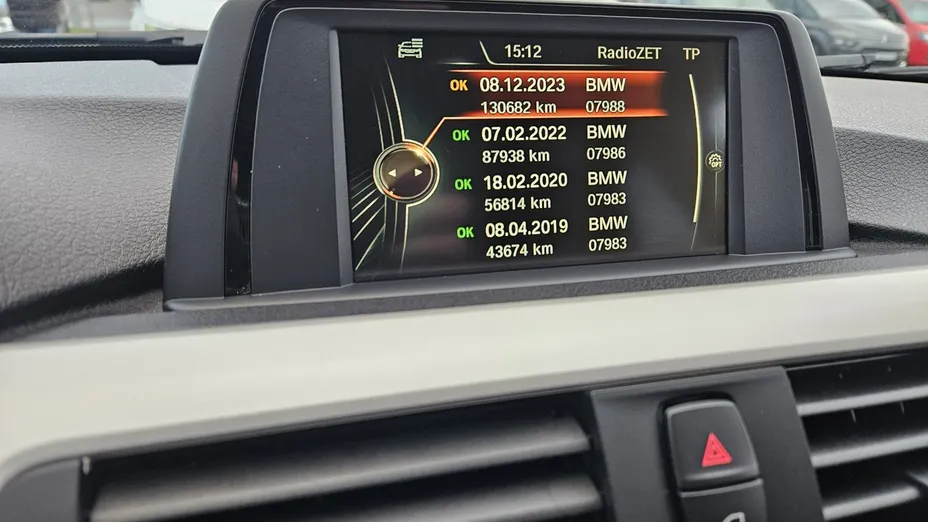 15:12 RadioZET TP
OK 08.12.2023 BMW
130682 km 07988
OK 07.02.2022 BMW
87938 km 07986
OK 18.02.2020 BMW
56814 km 07983
OK 08.04.2019 BMW
43674 km 07983
OPT